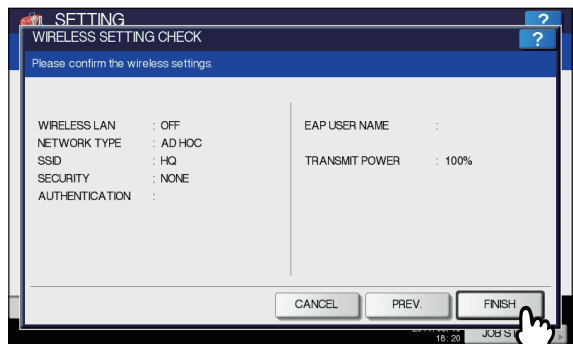 SETTING
?
WIRELESS SETTING CHECK
?
Please confirm the wireless settings.
WIRELESS LAN : OFF
NETWORK TYPE : AD HOC
SSID : HQ
SECURITY : NONE
AUTHENTICATION :
EAP USER NAME :
TRANSMIT POWER : 100%
CANCEL
PREV.
FINISH
18:20
JOB